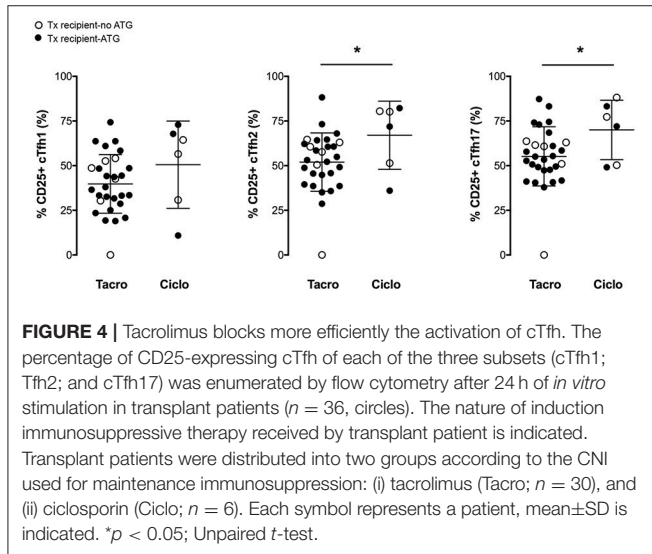 ○ Tx recipient-no ATG
● Tx recipient-ATG
% CD25+ cTfh1 (%)
100
75
50
25
0
Tacro Ciclo
*
% CD25+ cTfh2 (%)
100
75
50
25
0
Tacro Ciclo
*
% CD25+ cTfh17 (%)
100
75
50
25
0
Tacro Ciclo
FIGURE 4 | Tacrolimus blocks more efficiently the activation of cTfh. The
percentage of CD25-expressing cTfh of each of the three subsets (cTfh1;
Tfh2; and cTfh17) was enumerated by flow cytometry after 24 h of in vitro
stimulation in transplant patients (n = 36, circles). The nature of induction
immunosuppressive therapy received by transplant patient is indicated.
Transplant patients were distributed into two groups according to the CNI
used for maintenance immunosuppression: (i) tacrolimus (Tacro; n = 30), and
(ii) ciclosporin (Ciclo; n = 6). Each symbol represents a patient, mean±SD is
indicated. *p < 0.05; Unpaired t-test.